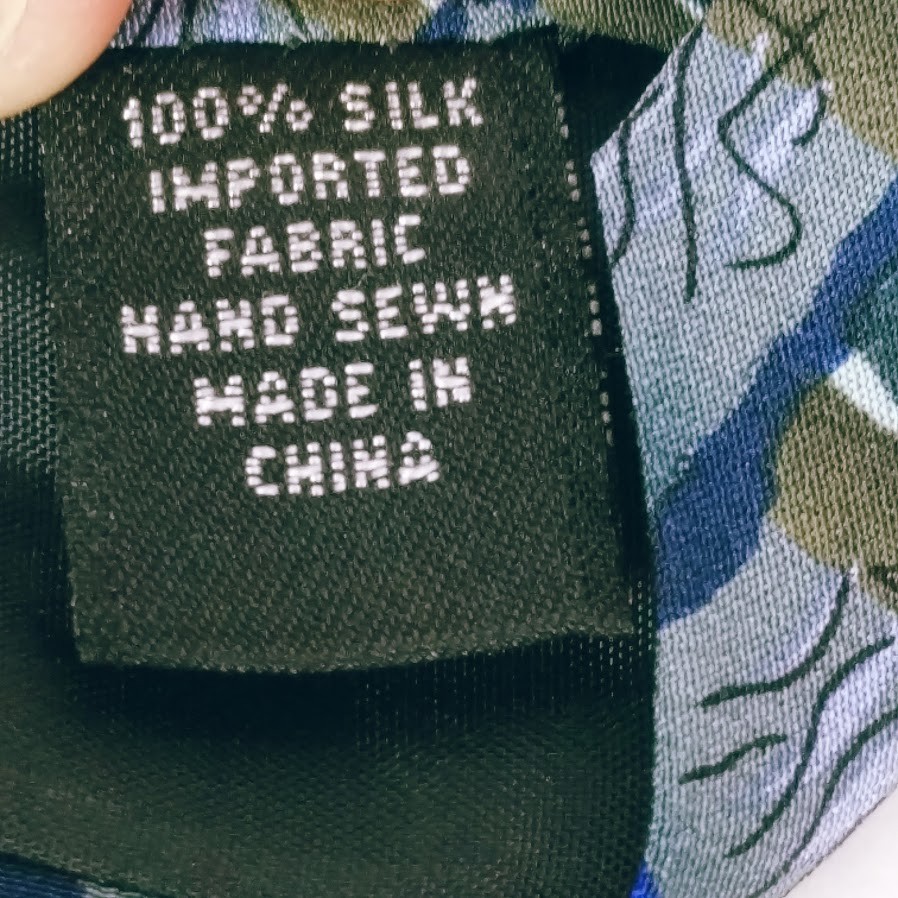 100% SILK
IMPORTED
FABRIC
HAND SEWN
MADE IN
CHINA